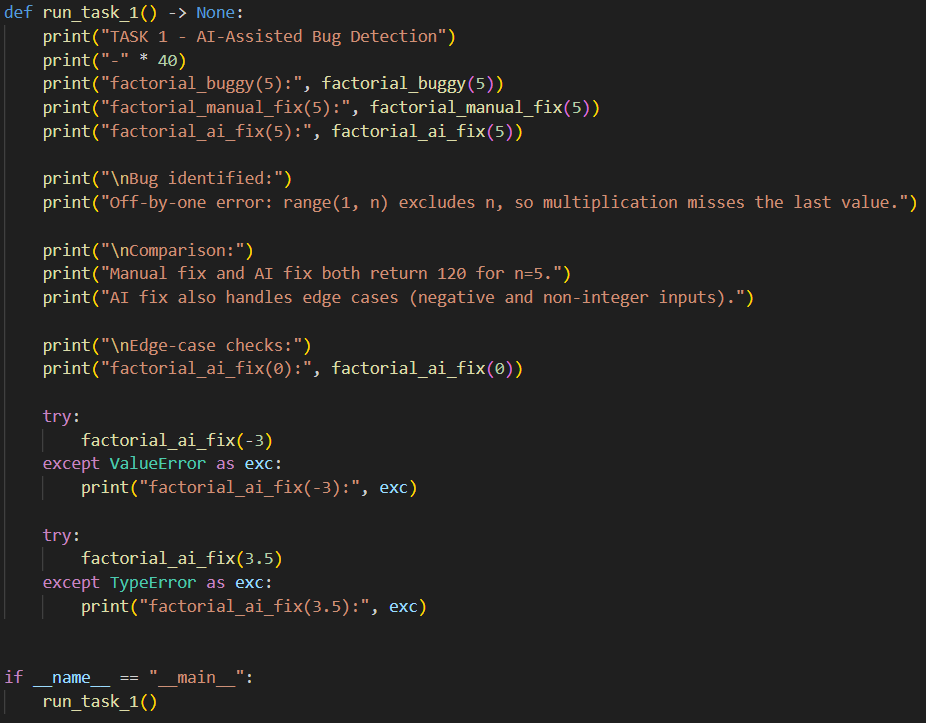 def run_task_1() -> None:
    print("TASK 1 - AI-Assisted Bug Detection")
    print("-" * 40)
    print("factorial_buggy(5):", factorial_buggy(5))
    print("factorial_manual_fix(5):", factorial_manual_fix(5))
    print("factorial_ai_fix(5):", factorial_ai_fix(5))

    print("\nBug identified:")
    print("Off-by-one error: range(1, n) excludes n, so multiplication misses the last value.")

    print("\nComparison:")
    print("Manual fix and AI fix both return 120 for n=5.")
    print("AI fix also handles edge cases (negative and non-integer inputs).")

    print("\nEdge-case checks:")
    print("factorial_ai_fix(0):", factorial_ai_fix(0))

    try:
        factorial_ai_fix(-3)
    except ValueError as exc:
        print("factorial_ai_fix(-3):", exc)

    try:
        factorial_ai_fix(3.5)
    except TypeError as exc:
        print("factorial_ai_fix(3.5):", exc)


if __name__ == "__main__":
    run_task_1()